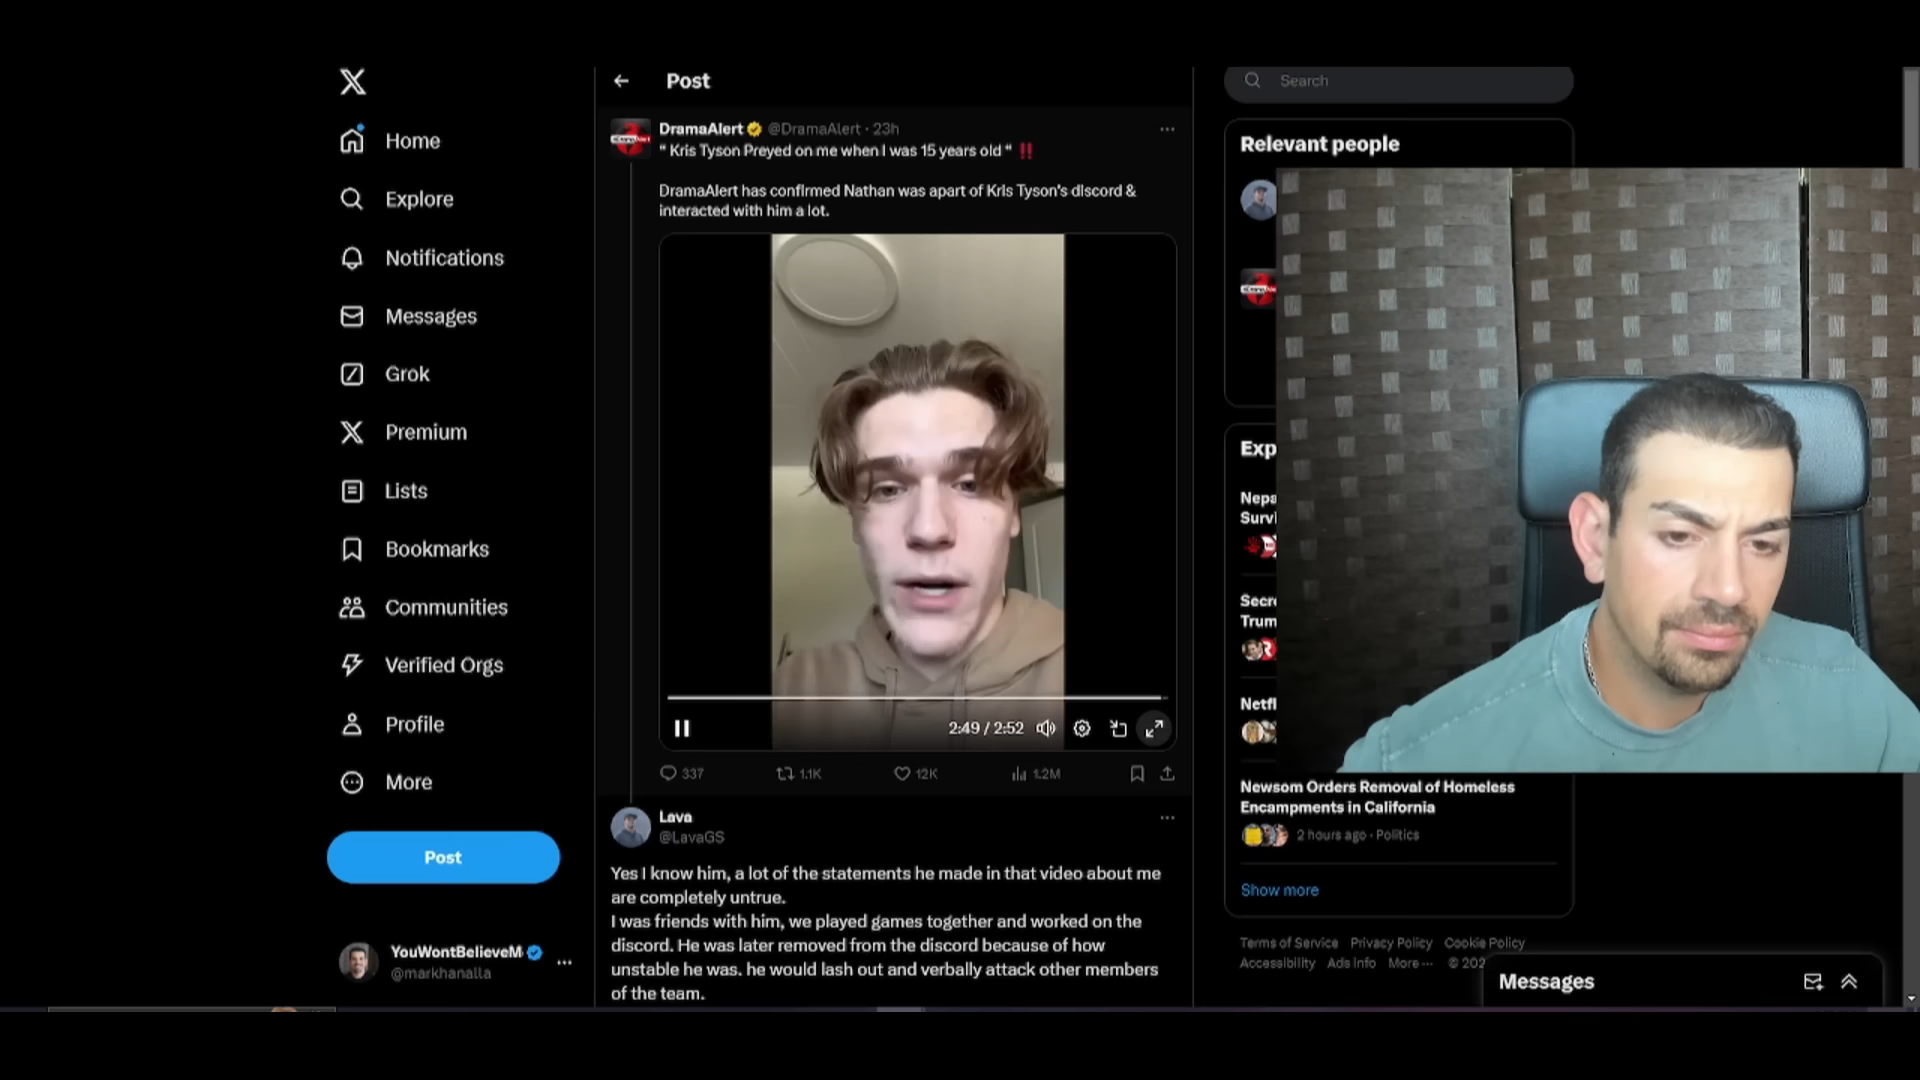 Post
Search
Home
Explore
Notifications
Messages
Grok
Premium
Lists
Bookmarks
Communities
Verified Orgs
Profile
More
Post
YouWontBelieveM
@markhanalla
DramaAlert @DramaAlert · 23h
" Kris Tyson Preyed on me when I was 15 years old " ‼️
DramaAlert has confirmed Nathan was apart of Kris Tyson's discord &
interacted with him a lot.
2:49 / 2:52
337 1.1K 12K 1.2M
Lava
@LavaGS
Yes I know him, a lot of the statements he made in that video about me
are completely untrue.
I was friends with him, we played games together and worked on the
discord. He was later removed from the discord because of how
unstable he was. he would lash out and verbally attack other members
of the team.
Relevant people
Newsom Orders Removal of Homeless
Encampments in California
2 hours ago · Politics
Show more
Terms of Service Privacy Policy Cookie Policy
Accessibility Ads info More ···
Messages